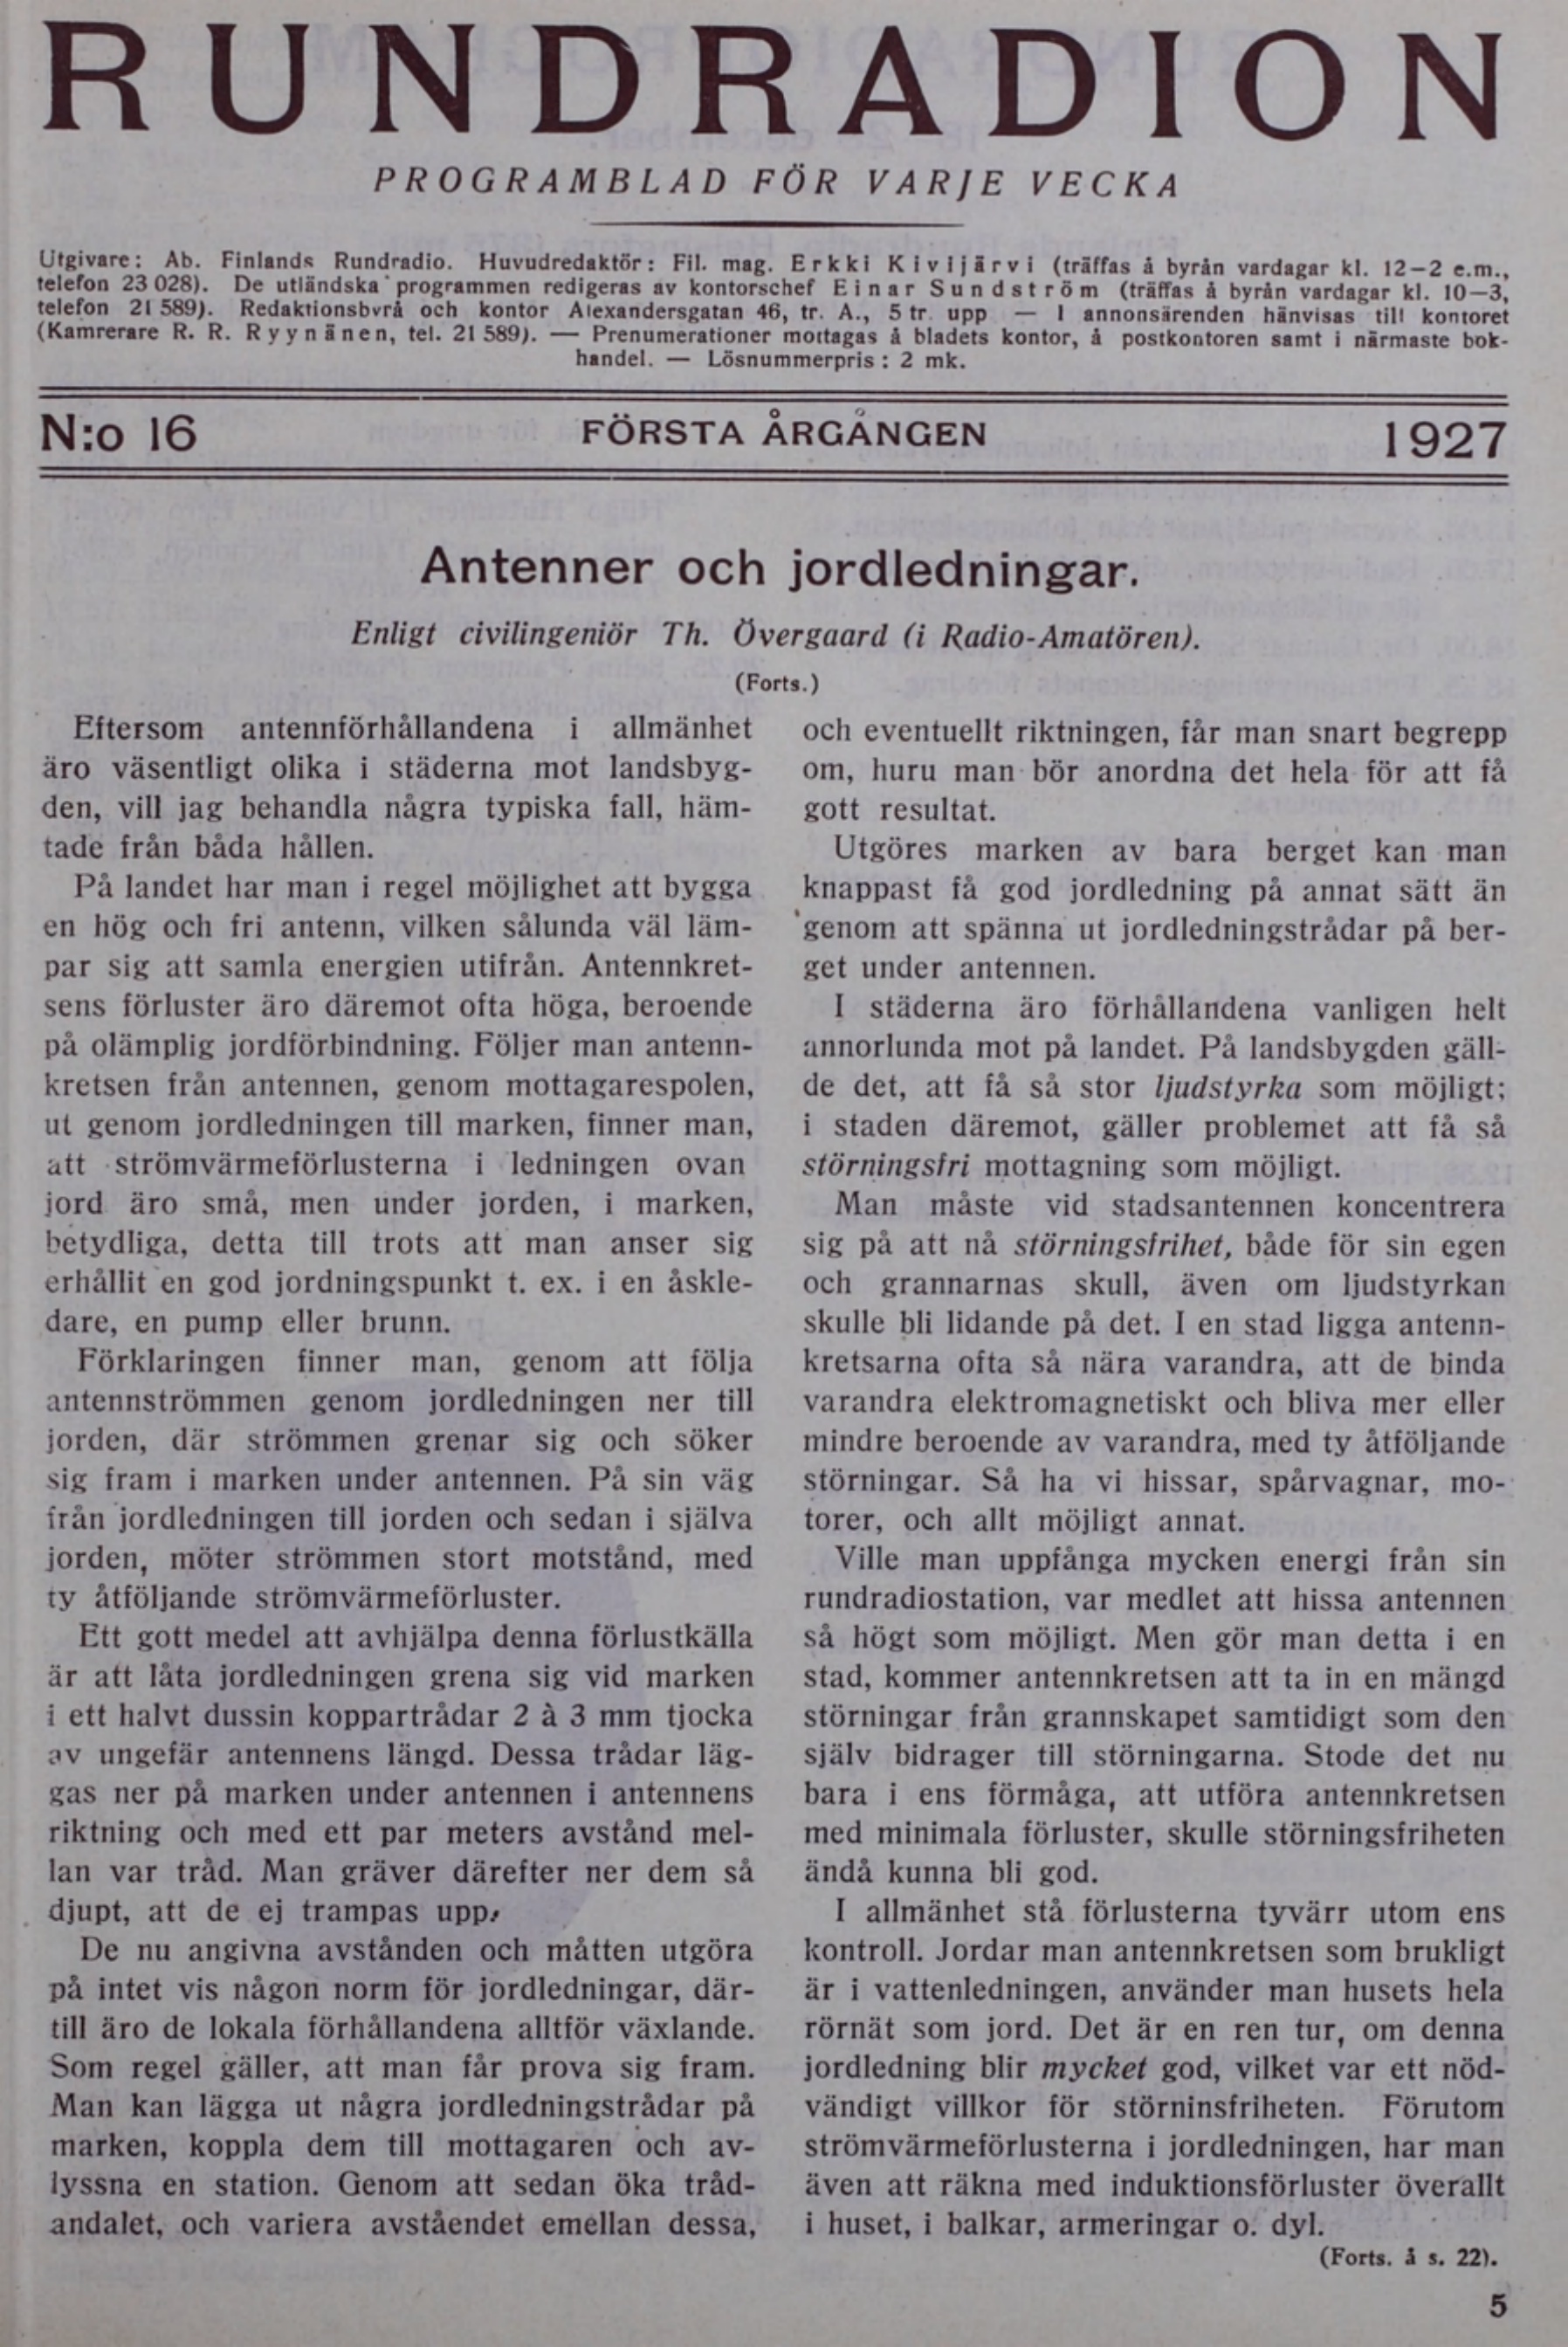 RUNDRADION
PROGRAMBLAD FÖR VARJE VECKA
Utgivare: Ab. Finlands Rundradio. Huvudredaktör: Fil. mag. Erkki Kivijärvi (träffas å byrån vardagar kl. 12—2 e.m.,
telefon 23 028). De utländska programmen redigeras av kontorschef Einar Sundström (träffas å byrån vardagar kl. 10—3,
telefon 21 589). Redaktionsbyrå och kontor Alexandersgatan 46, tr. A., 5 tr. upp — I annonsärenden hänvisas till kontoret
(Kamrerare R. R. Ryynänen, tel. 21 589). — Prenumerationer mottagas å bladets kontor, å postkontoren samt i närmaste bok-
handel. — Lösnummerpris: 2 mk.
N:o 16 FÖRSTA ÅRGÅNGEN 1927
Antenner och jordledningar.
Enligt civilingeniör Th. Övergaard (i Radio-Amatören).
(Forts.)
Eftersom antennförhållandena i allmänhet
äro väsentligt olika i städerna mot landsbyg-
den, vill jag behandla några typiska fall, häm-
tade från båda hållen.
På landet har man i regel möjlighet att bygga
en hög och fri antenn, vilken sålunda väl läm-
par sig att samla energien utifrån. Antennkret-
sens förluster äro däremot ofta höga, beroende
på olämplig jordförbindning. Följer man antenn-
kretsen från antennen, genom mottagarespolen,
ut genom jordledningen till marken, finner man,
att strömvärmeförlusterna i ledningen ovan
jord äro små, men under jorden, i marken,
betydliga, detta till trots att man anser sig
erhållit en god jordningspunkt t. ex. i en åskle-
dare, en pump eller brunn.
Förklaringen finner man, genom att följa
antennströmmen genom jordledningen ner till
jorden, där strömmen grenar sig och söker
sig fram i marken under antennen. På sin väg
från jordledningen till jorden och sedan i själva
jorden, möter strömmen stort motstånd, med
ty åtföljande strömvärmeförluster.
Ett gott medel att avhjälpa denna förlustkälla
är att låta jordledningen grena sig vid marken
i ett halvt dussin koppartrådar 2 à 3 mm tjocka
av ungefär antennens längd. Dessa trådar läg-
gas ner på marken under antennen i antennens
riktning och med ett par meters avstånd mel-
lan var tråd. Man gräver därefter ner dem så
djupt, att de ej trampas upp.
De nu angivna avstånden och måtten utgöra
på intet vis någon norm för jordledningar, där-
till äro de lokala förhållandena alltför växlande.
Som regel gäller, att man får prova sig fram.
Man kan lägga ut några jordledningstrådar på
marken, koppla dem till mottagaren och av-
lyssna en station. Genom att sedan öka tråd-
andalet, och variera avståendet emellan dessa,
och eventuellt riktningen, får man snart begrepp
om, huru man bör anordna det hela för att få
gott resultat.
Utgöres marken av bara berget kan man
knappast få god jordledning på annat sätt än
genom att spänna ut jordledningstrådar på ber-
get under antennen.
I städerna äro förhållandena vanligen helt
annorlunda mot på landet. På landsbygden gäll-
de det, att få så stor ljudstyrka som möjligt;
i staden däremot, gäller problemet att få så
störningsfri mottagning som möjligt.
Man måste vid stadsantennen koncentrera
sig på att nå störningsfrihet, både för sin egen
och grannarnas skull, även om ljudstyrkan
skulle bli lidande på det. I en stad ligga antenn-
kretsarna ofta så nära varandra, att de binda
varandra elektromagnetiskt och bliva mer eller
mindre beroende av varandra, med ty åtföljande
störningar. Så ha vi hissar, spårvagnar, mo-
torer, och allt möjligt annat.
Ville man uppfånga mycken energi från sin
rundradiostation, var medlet att hissa antennen
så högt som möjligt. Men gör man detta i en
stad, kommer antennkretsen att ta in en mängd
störningar från grannskapet samtidigt som den
själv bidrager till störningarna. Stode det nu
bara i ens förmåga, att utföra antennkretsen
med minimala förluster, skulle störningsfriheten
ändå kunna bli god.
I allmänhet stå förlusterna tyvärr utom ens
kontroll. Jordar man antennkretsen som brukligt
är i vattenledningen, använder man husets hela
rörnät som jord. Det är en ren tur, om denna
jordledning blir mycket god, vilket var ett nöd-
vändigt villkor för störninsfriheten. Förutom
strömvärmeförlusterna i jordledningen, har man
även att räkna med induktionsförluster överallt
i huset, i balkar, armeringar o. dyl.
(Forts. å s. 22).
5